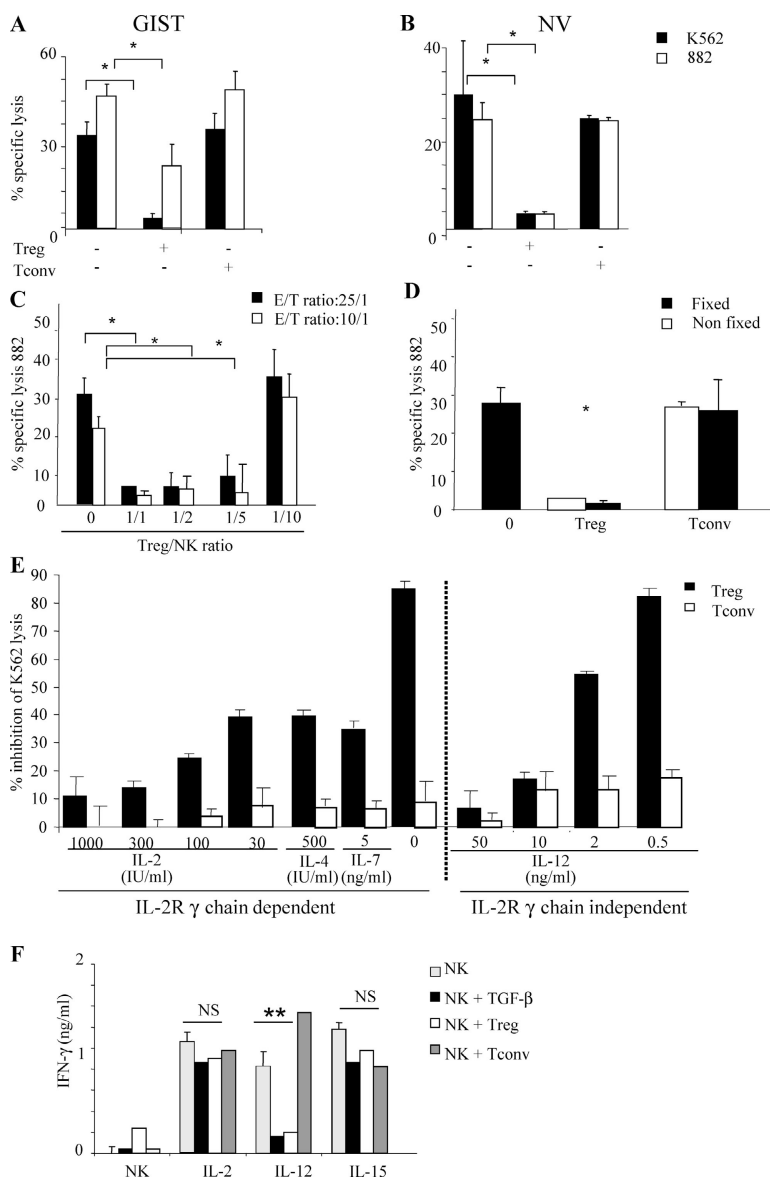 A GIST
% specific lysis
60
30
0
*
*
Treg - + -
Tconv - - +
B NV
K562
882
% specific lysis
40
20
0
*
*
- + -
- - +
C
E/T ratio:25/1
E/T ratio:10/1
% specific lysis 882
50
40
30
20
10
0
*
*
*
0 1/1 1/2 1/5 1/10
Treg/NK ratio
D
Fixed
Non fixed
% specific lysis 882
50
40
30
20
10
0
*
0 Treg Tconv
E
Treg
Tconv
% inhibition of K562 lysis
90
80
70
60
50
40
30
20
10
0
1000 300 100 30 500 5 0 50 10 2 0.5
IL-2 IL-4 IL-7 IL-12
(IU/ml) (IU/ml) (ng/ml) (ng/ml)
IL-2R γ chain dependent IL-2R γ chain independent
F
NK
NK + TGF-β
NK + Treg
NK + Tconv
IFN-γ (ng/ml)
2
1
0
NS
**
NS
NK IL-2 IL-12 IL-15